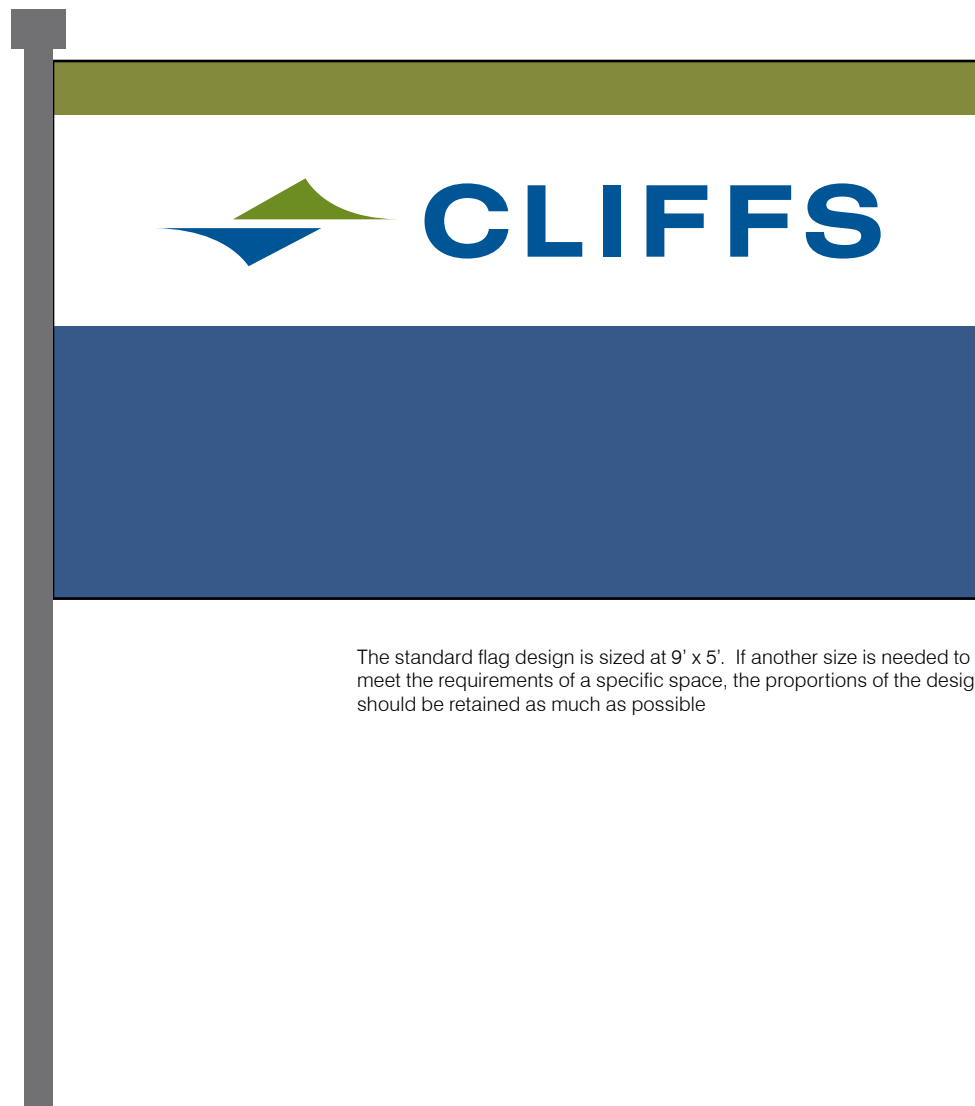 CLIFFS
The standard flag design is sized at 9’ x 5’.  If another size is needed to
meet the requirements of a specific space, the proportions of the desig
should be retained as much as possible